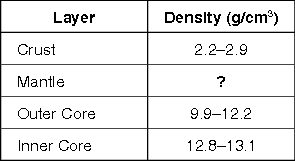 Layer Density (g/cm³)
Crust 2.2–2.9
Mantle ?
Outer Core 9.9–12.2
Inner Core 12.8–13.1